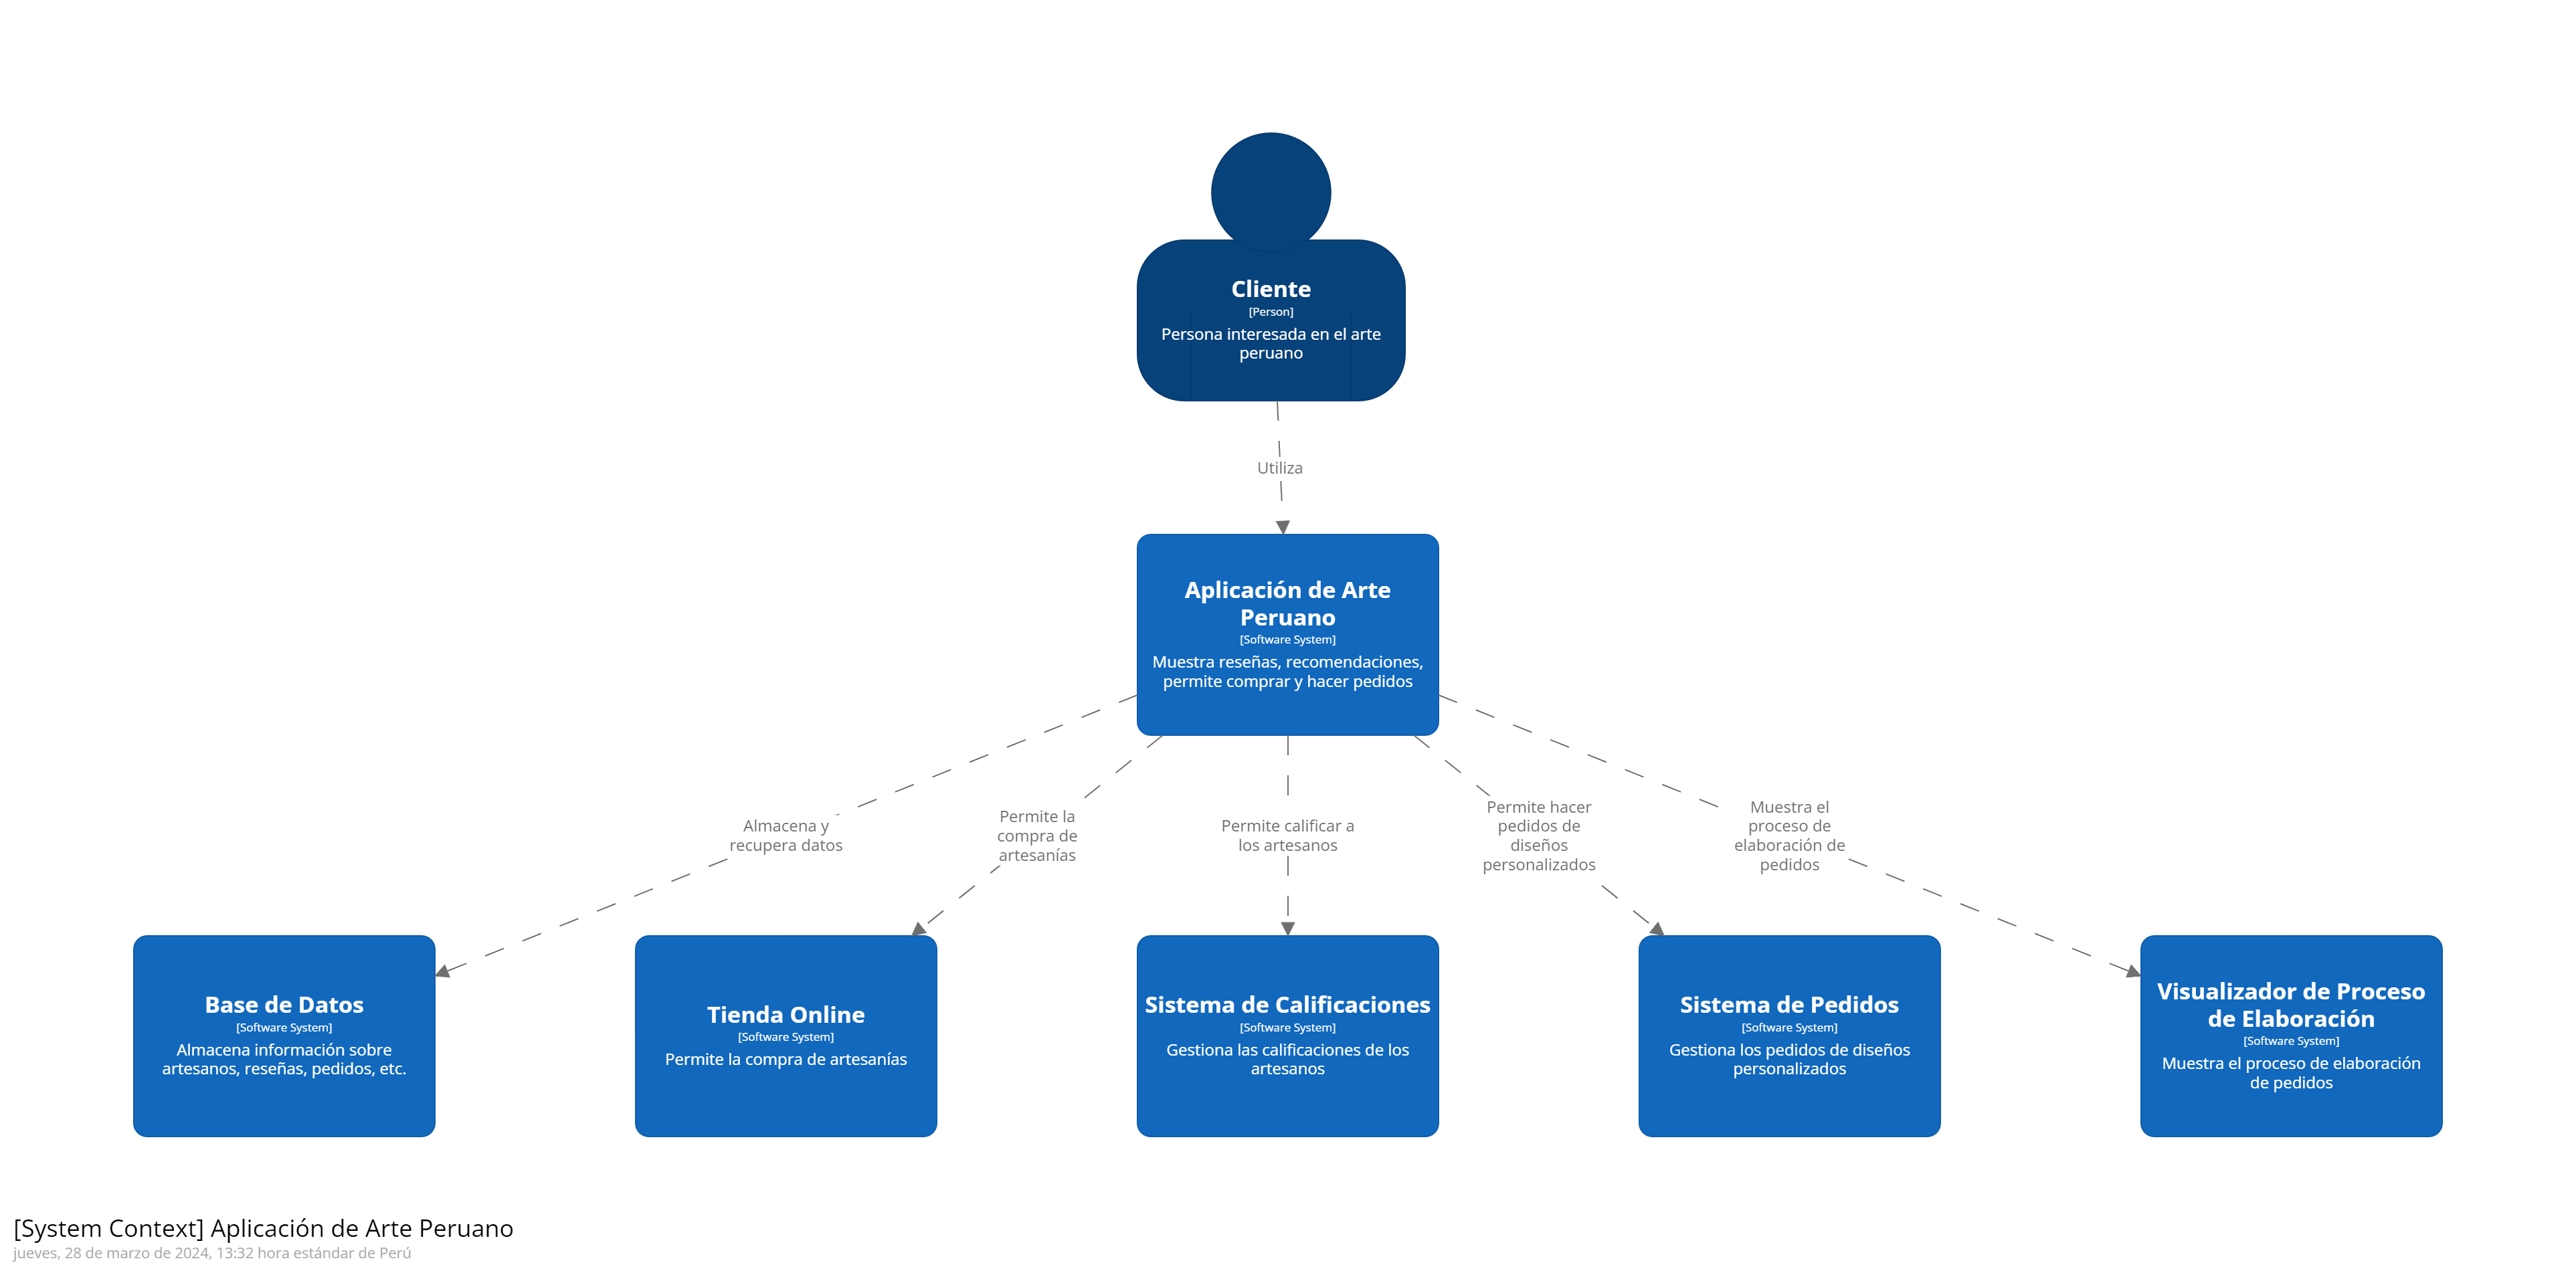 Cliente
[Person]
Persona interesada en el arte
peruano
Utiliza
Aplicación de Arte
Peruano
[Software System]
Muestra reseñas, recomendaciones,
permite comprar y hacer pedidos
Almacena y
recupera datos
Permite la
compra de
artesanías
Permite calificar a
los artesanos
Permite hacer
pedidos de
diseños
personalizados
Muestra el
proceso de
elaboración de
pedidos
Base de Datos
[Software System]
Almacena información sobre
artesanos, reseñas, pedidos, etc.
Tienda Online
[Software System]
Permite la compra de artesanías
Sistema de Calificaciones
[Software System]
Gestiona las calificaciones de los
artesanos
Sistema de Pedidos
[Software System]
Gestiona los pedidos de diseños
personalizados
Visualizador de Proceso
de Elaboración
[Software System]
Muestra el proceso de elaboración
de pedidos
[System Context] Aplicación de Arte Peruano
jueves, 28 de marzo de 2024, 13:32 hora estándar de Perú